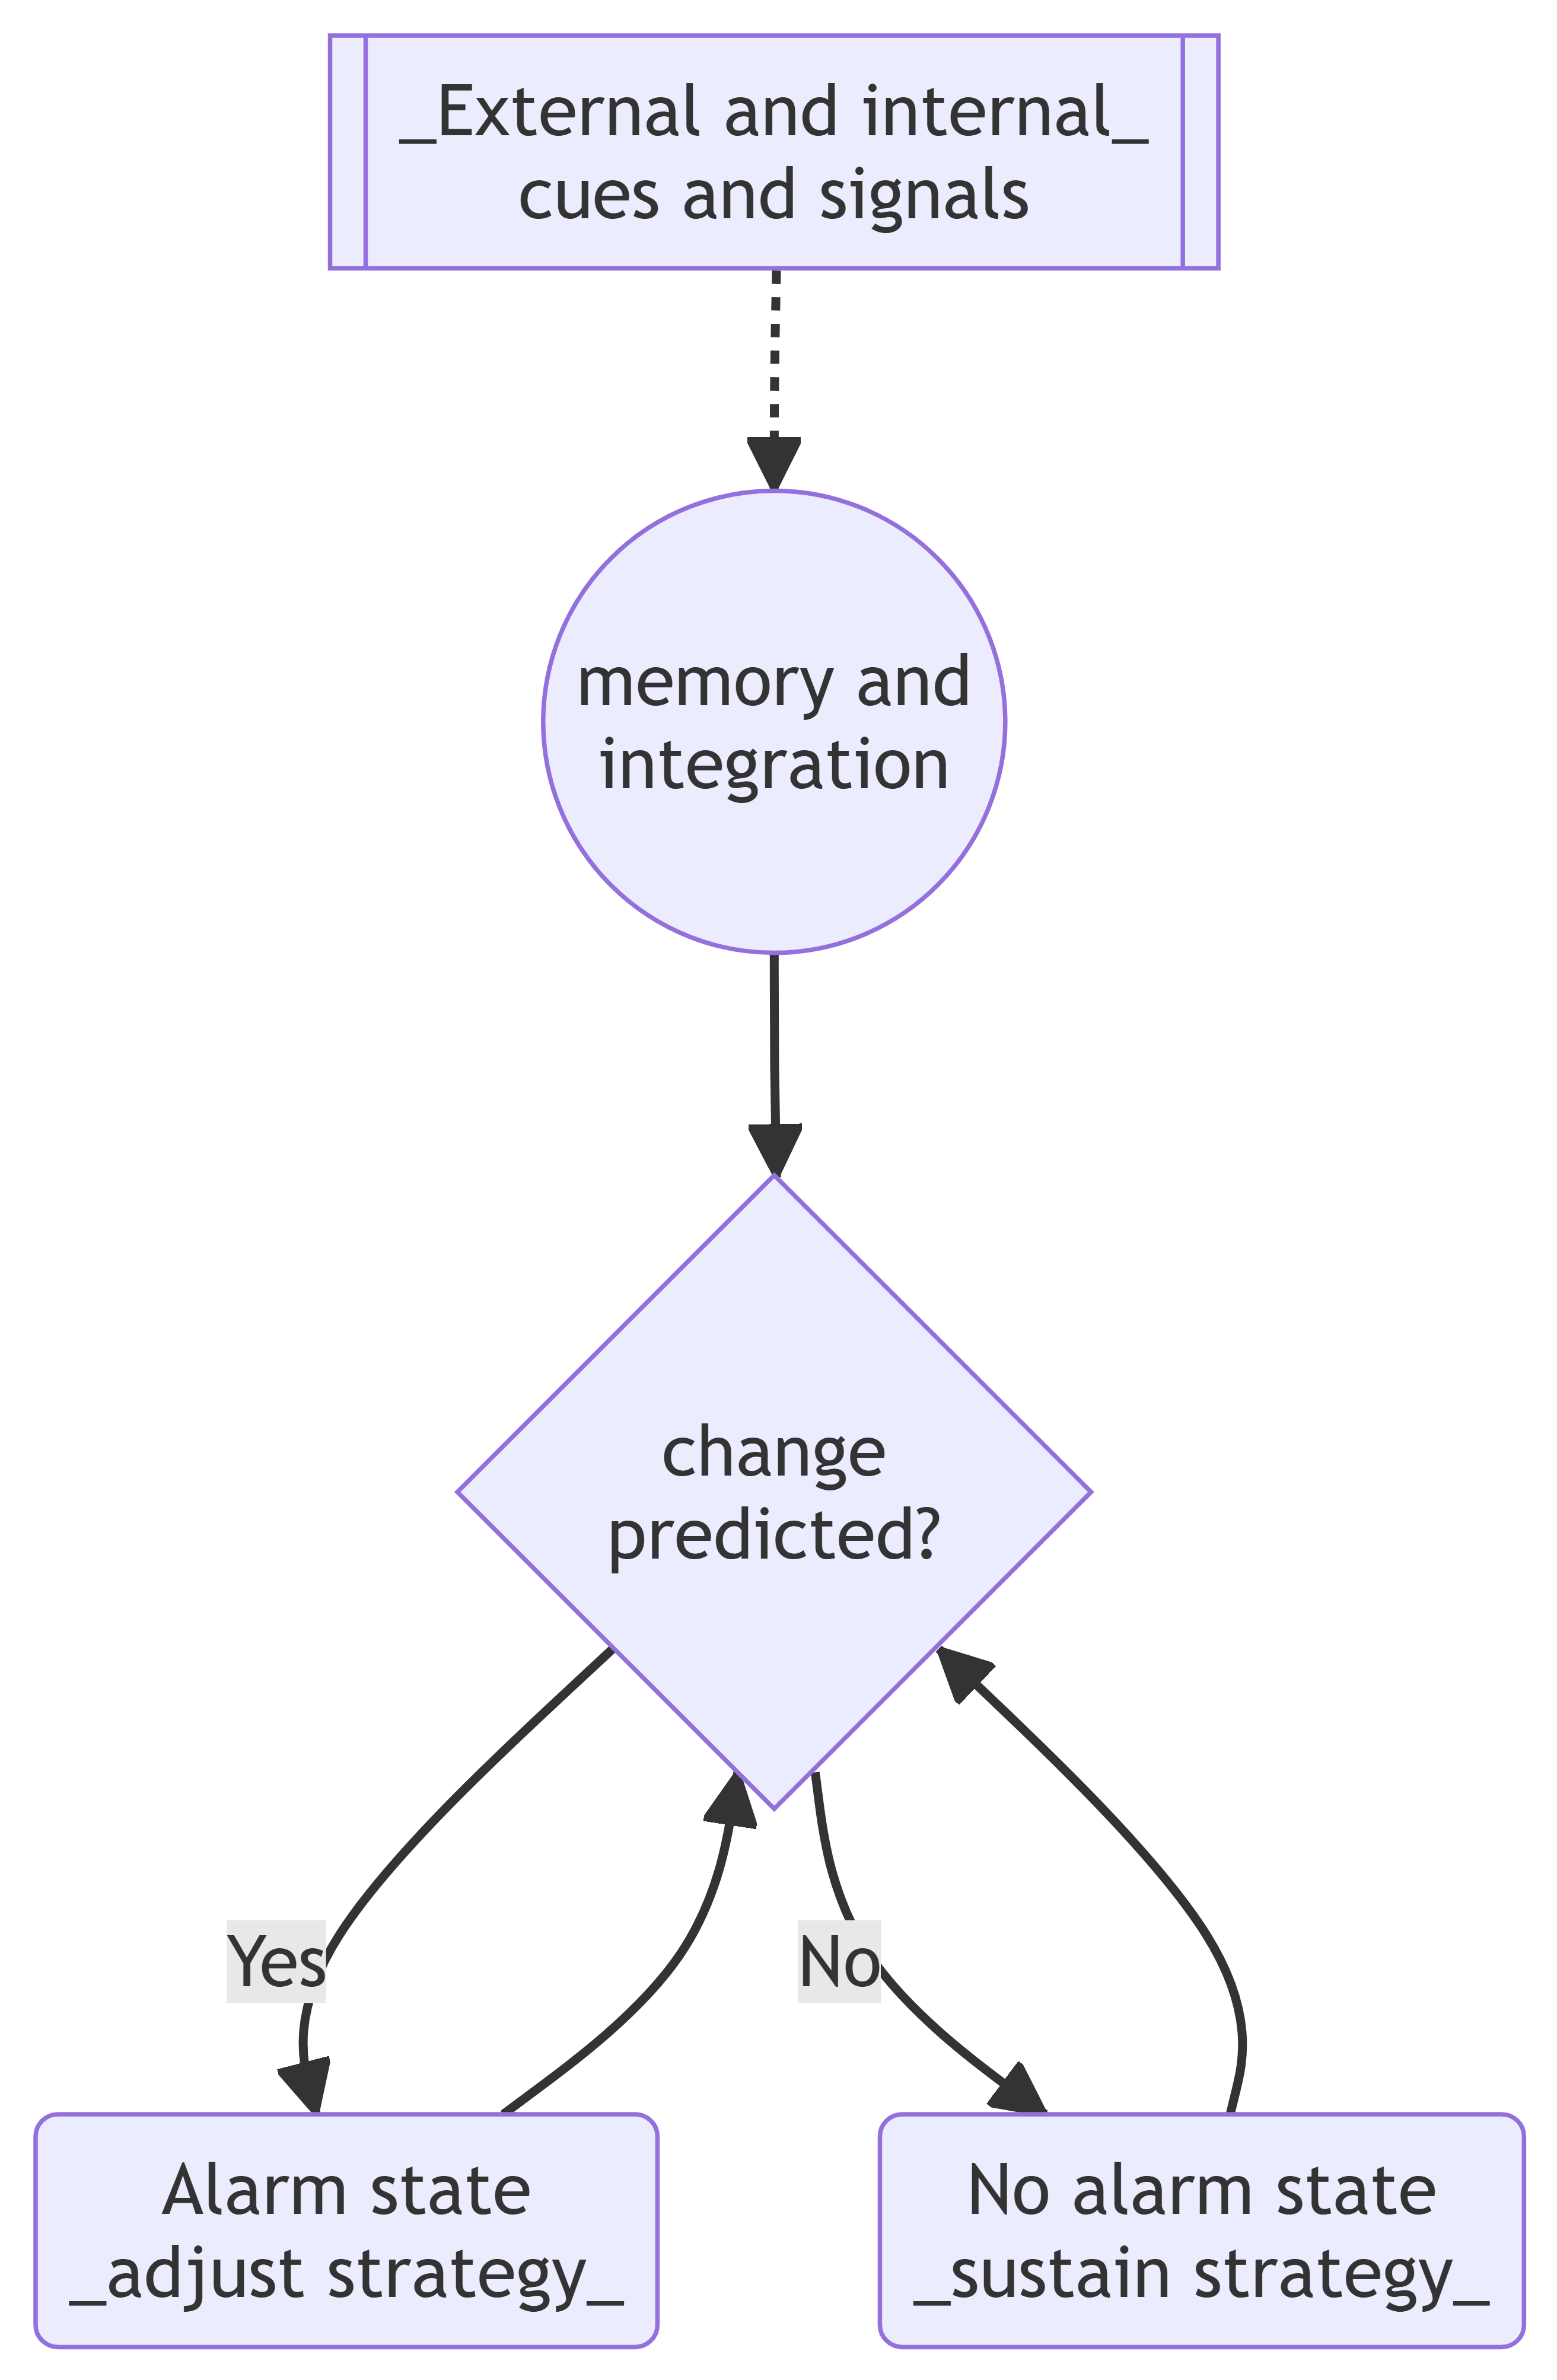 _External and internal_
cues and signals
memory and
integration
change
predicted?
Yes
No
Alarm state
_adjust strategy_
No alarm state
_sustain strategy_